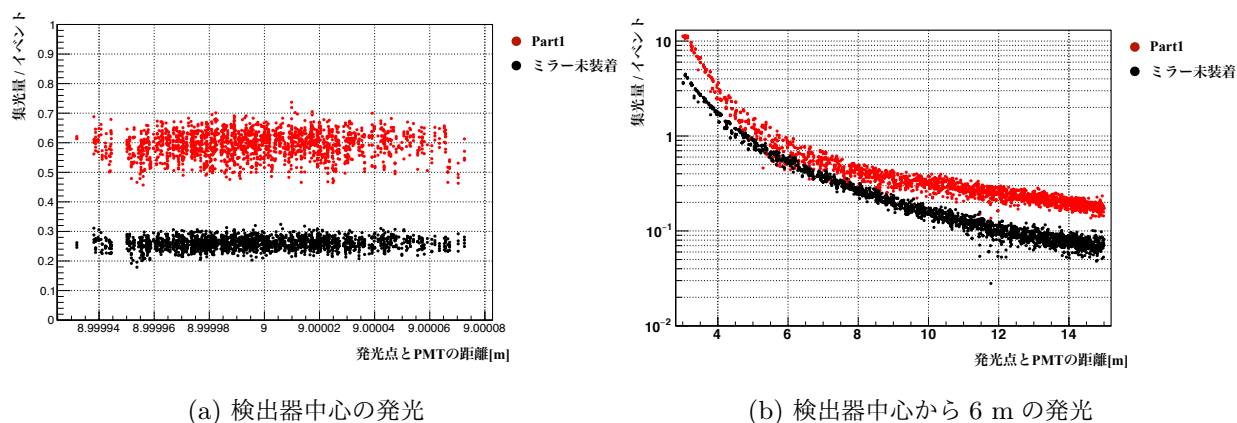 集光量 / イベント
1
0.9
0.8
0.7
0.6
0.5
0.4
0.3
0.2
0.1
0
8.99994 8.99996 8.99998 9 9.00002 9.00004 9.00006 9.00008
発光点とPMTの距離[m]
Part1
ミラー未装着
(a) 検出器中心の発光
集光量 / イベント
10
1
10⁻¹
10⁻²
4 6 8 10 12 14
発光点とPMTの距離[m]
Part1
ミラー未装着
(b) 検出器中心から 6 m の発光